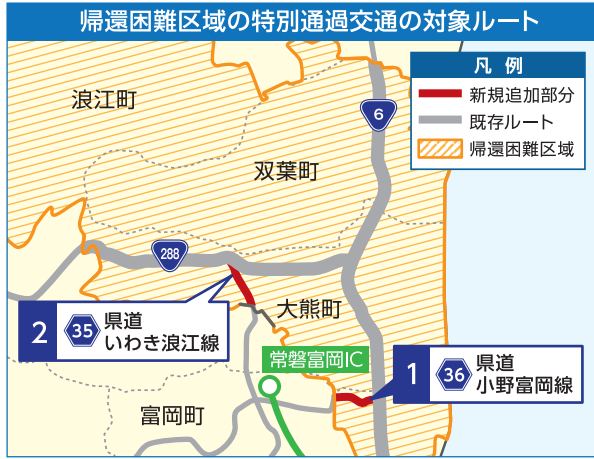 帰還困難区域の特別通過交通の対象ルート
凡 例
新規追加部分
既存ルート
帰還困難区域
浪江町
6
双葉町
288
大熊町
2
35
県道
いわき浪江線
常磐富岡IC
1
36
県道
小野富岡線
富岡町